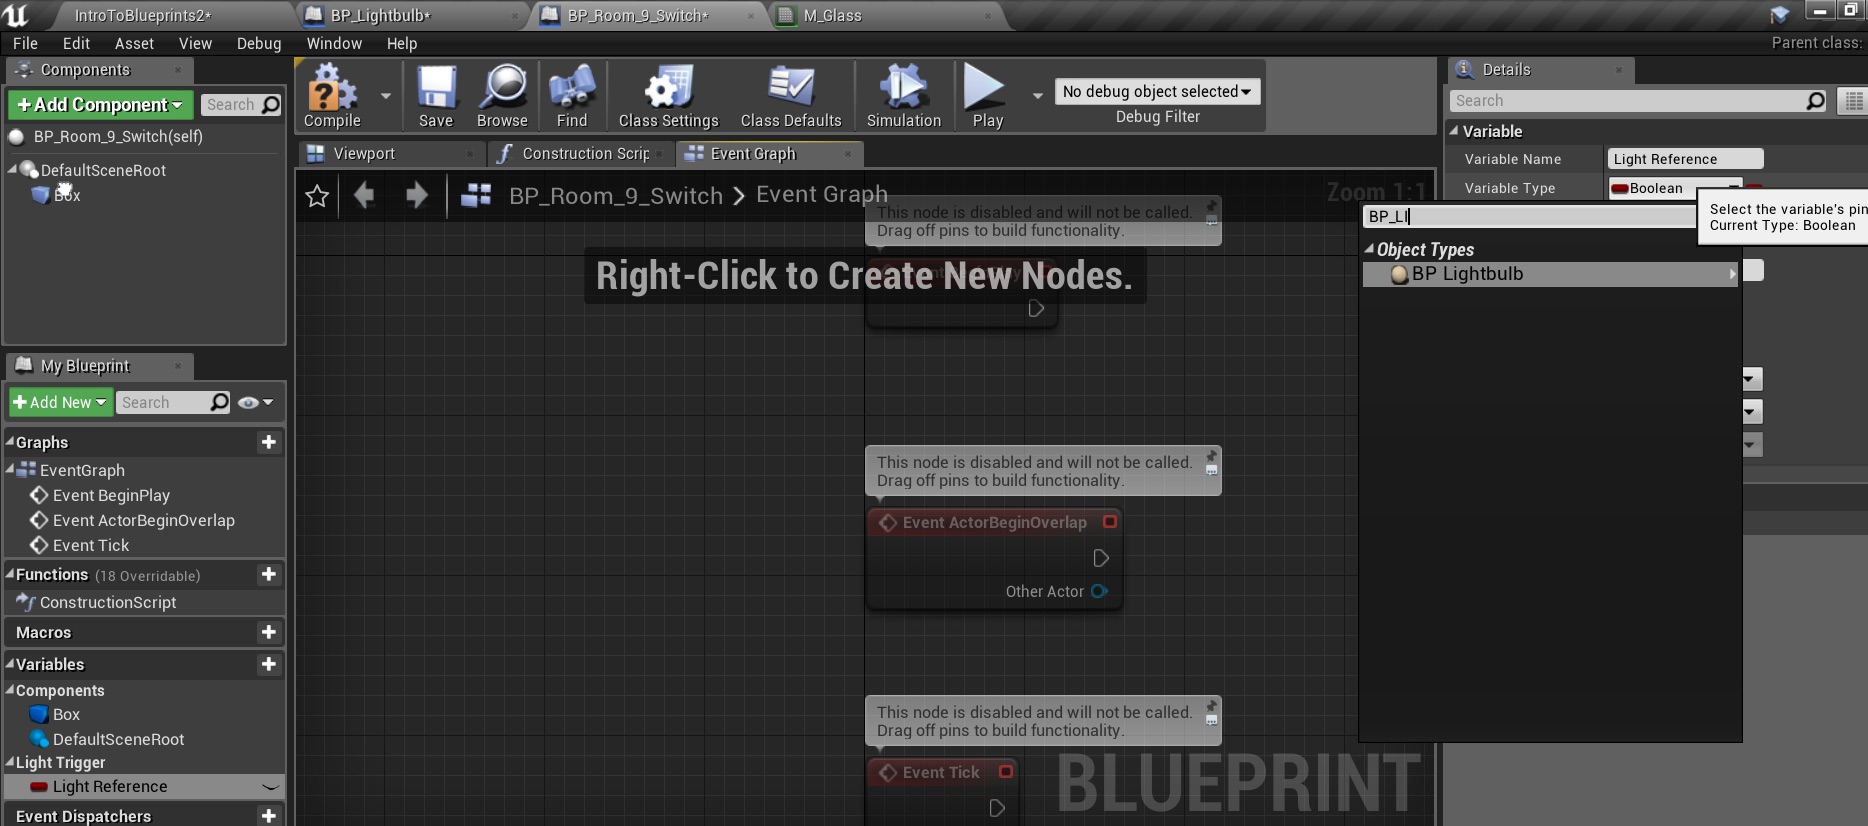 IntroToBlueprints2*
BP_Lightbulb*
BP_Room_9_Switch*
M_Glass
File Edit Asset View Debug Window Help
Parent class:
Components
+Add Component
Search
BP_Room_9_Switch(self)
DefaultSceneRoot
Box
Compile
Save
Browse
Find
Class Settings
Class Defaults
Simulation
Play
No debug object selected
Debug Filter
Viewport
Construction Scrip
Event Graph
BP_Room_9_Switch > Event Graph
Zoom 1:1
This node is disabled and will not be called.
Drag off pins to build functionality.
Right-Click to Create New Nodes.
This node is disabled and will not be called.
Drag off pins to build functionality.
Event ActorBeginOverlap
Other Actor
This node is disabled and will not be called.
Drag off pins to build functionality.
Event Tick
BLUEPRINT
My Blueprint
+Add New
Search
Graphs
EventGraph
Event BeginPlay
Event ActorBeginOverlap
Event Tick
Functions (18 Overridable)
ConstructionScript
Macros
Variables
Components
Box
DefaultSceneRoot
Light Trigger
Light Reference
Event Dispatchers
Details
Search
Variable
Variable Name
Light Reference
Variable Type
Boolean
BP_LI
Select the variable's pin
Current Type: Boolean
Object Types
BP Lightbulb